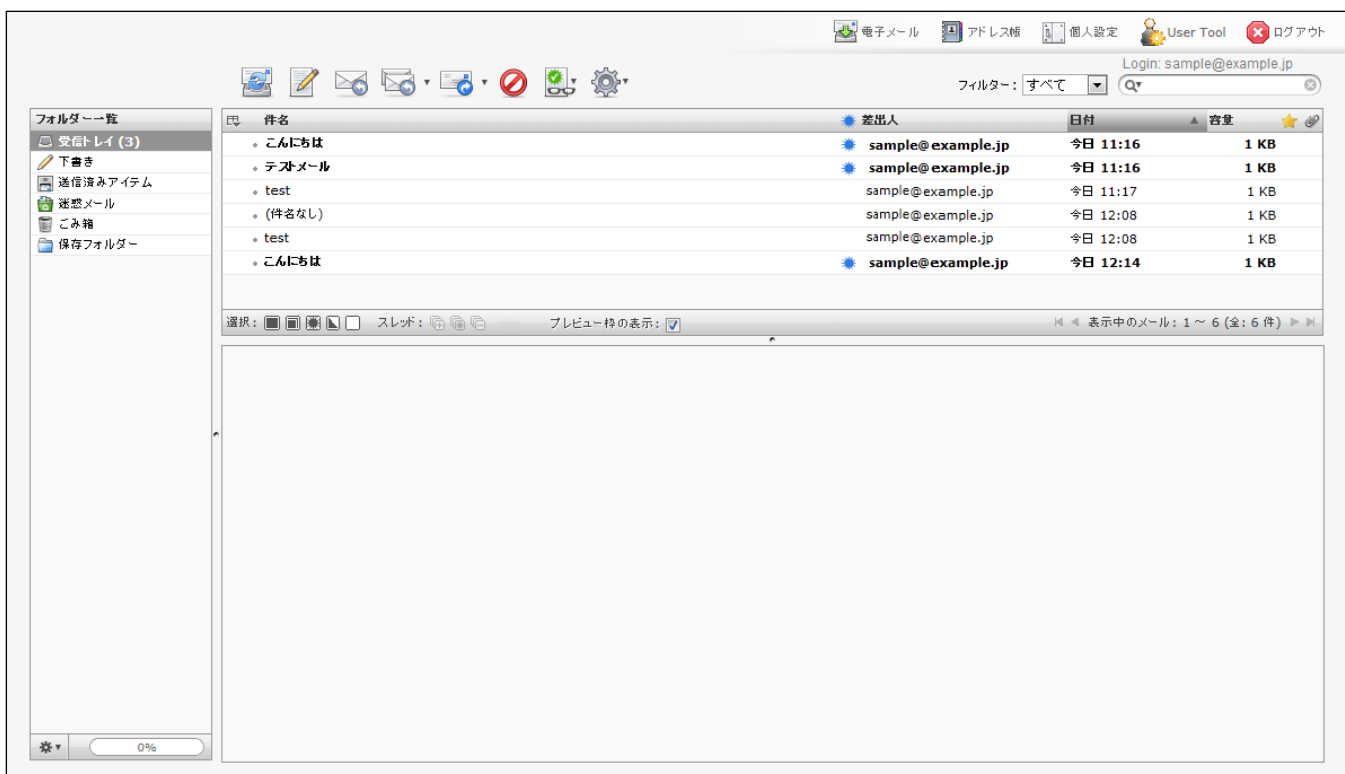 電子メール アドレス帳 個人設定 User Tool ログアウト
Login: sample@example.jp
フィルター: すべて
フォルダー一覧
受信トレイ (3)
下書き
送信済みアイテム
迷惑メール
ごみ箱
保存フォルダー
件名 差出人 日付 容量
こんにちは sample@example.jp 今日 11:16 1 KB
テストメール sample@example.jp 今日 11:16 1 KB
test sample@example.jp 今日 11:17 1 KB
(件名なし) sample@example.jp 今日 12:08 1 KB
test sample@example.jp 今日 12:08 1 KB
こんにちは sample@example.jp 今日 12:14 1 KB
選択: スレッド: プレビュー枠の表示: 表示中のメール: 1 ～ 6 (全: 6 件)
0%